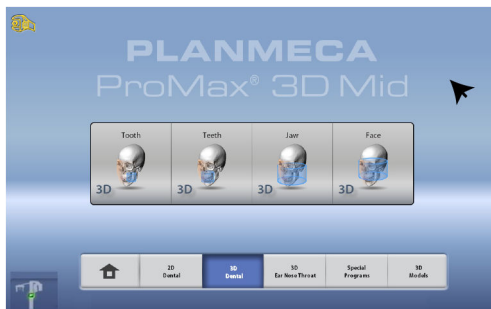 PLANMECA
ProMax® 3D Mid
Tooth
Teeth
Jaw
Face
3D
3D
3D
3D
2D
Dental
3D
Dental
3D
Ear Nose Throat
Special
Programs
3D
Models